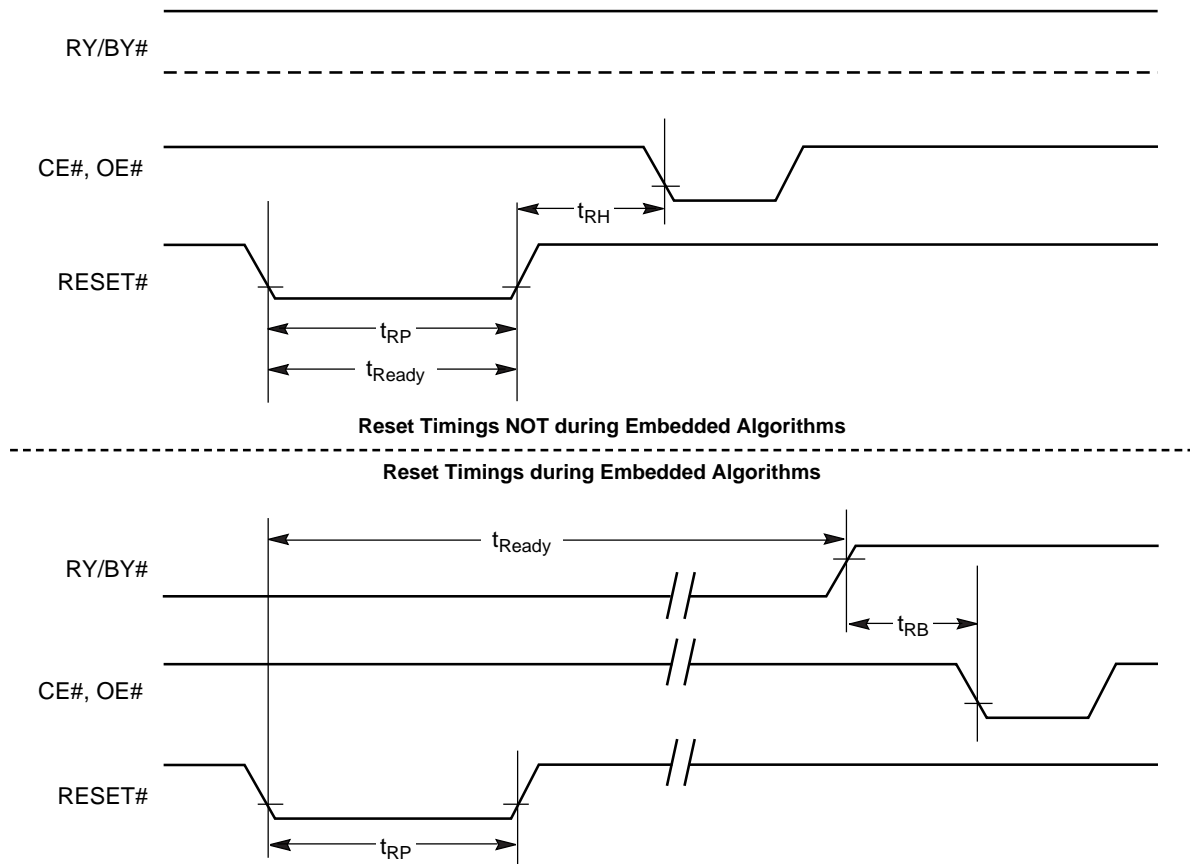 RY/BY#
CE#, OE#
tRH
RESET#
tRP
tReady
Reset Timings NOT during Embedded Algorithms
Reset Timings during Embedded Algorithms
tReady
RY/BY#
tRB
CE#, OE#
RESET#
tRP